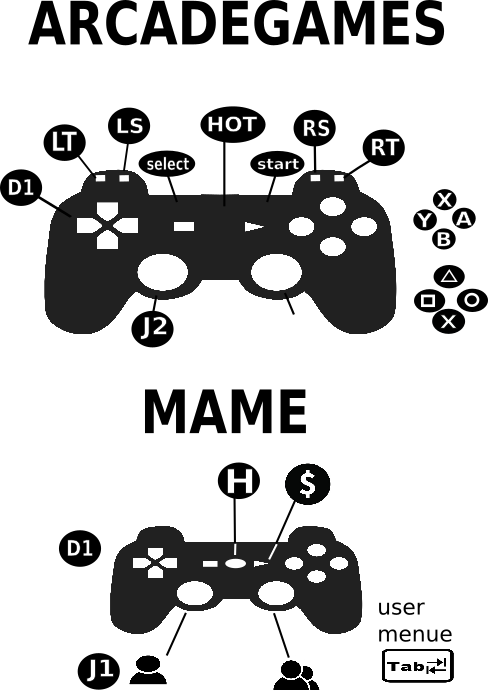 ARCADEGAMES
LT LS HOT RS RT
select start
D1
X
Y A
B
J2
X
MAME
H $
D1
user
menue
J1
Tab